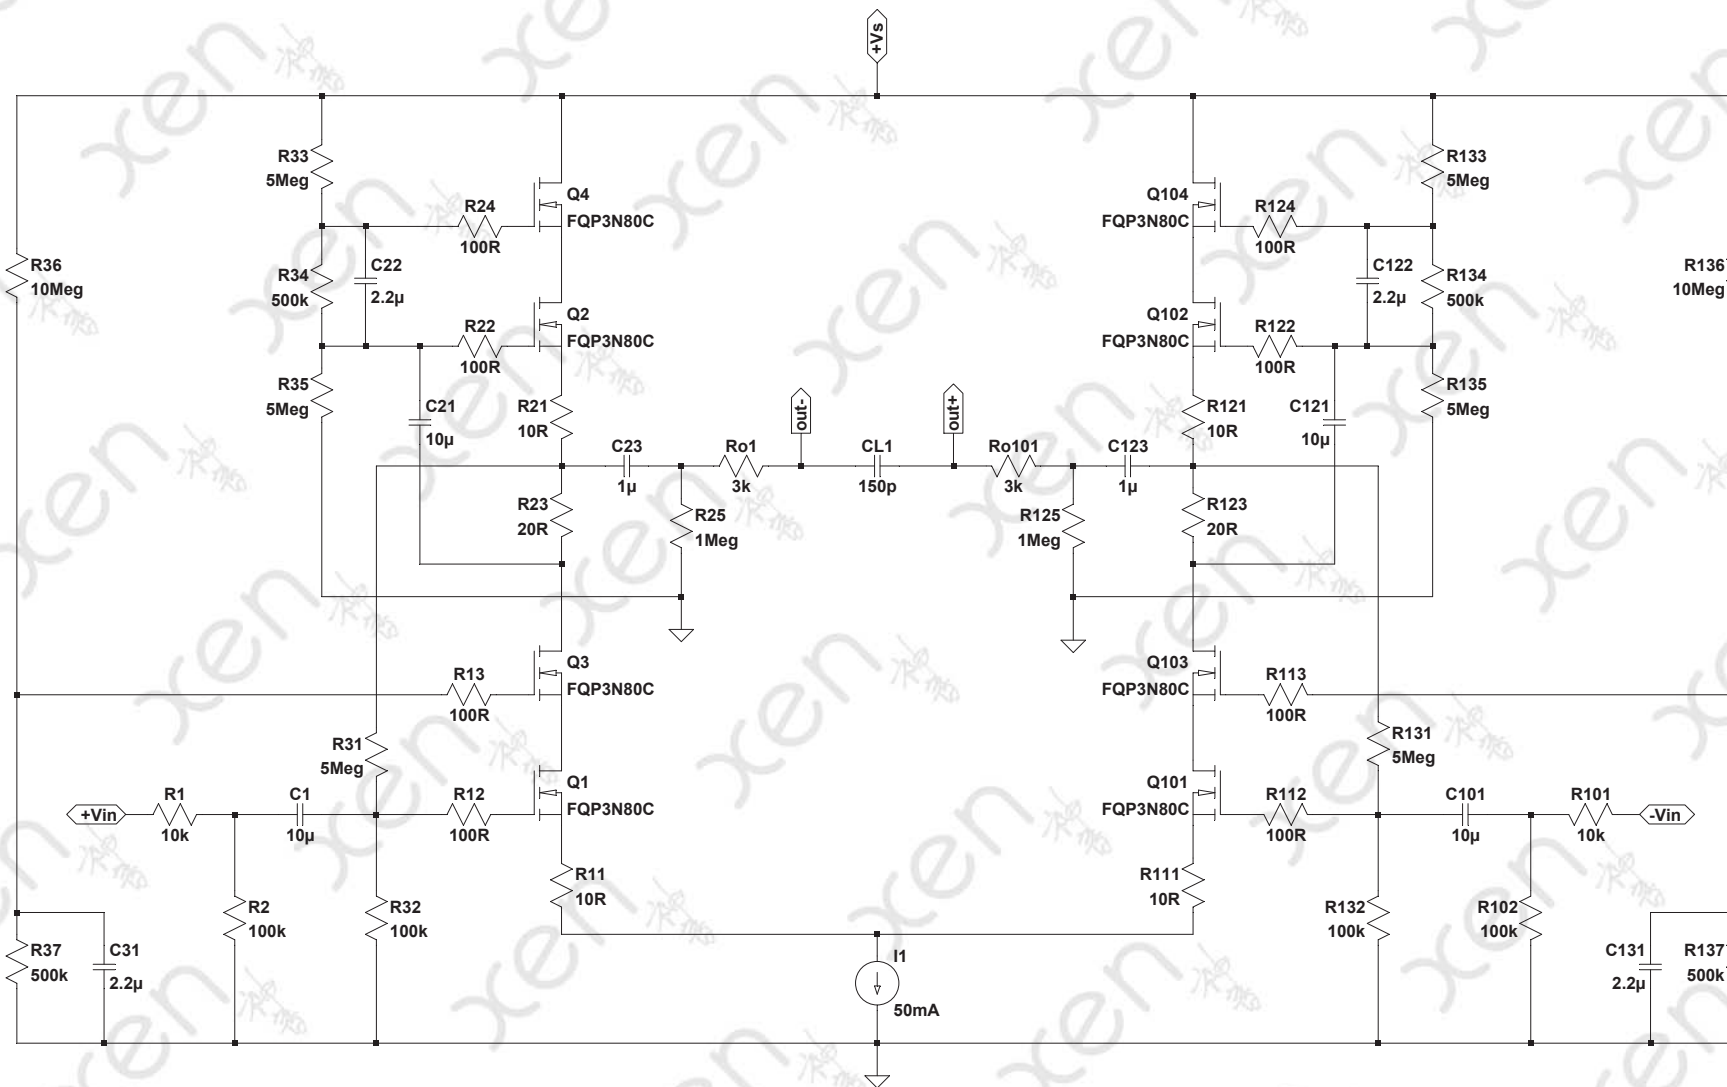 +Vs
R33
5Meg
R133
5Meg
Q4
FQP3N80C
R24
100R
Q104
FQP3N80C
R124
100R
R36
10Meg
R34
500k
C22
2.2µ
C122
2.2µ
R134
500k
R136
10Meg
Q2
FQP3N80C
R22
100R
Q102
FQP3N80C
R122
100R
R35
5Meg
C21
10µ
R21
10R
out-
out+
R121
10R
C121
10µ
R135
5Meg
C23
1µ
Ro1
3k
CL1
150p
Ro101
3k
C123
1µ
R23
20R
R25
1Meg
R125
1Meg
R123
20R
Q3
FQP3N80C
R13
100R
Q103
FQP3N80C
R113
100R
R31
5Meg
R131
5Meg
+Vin
R1
10k
C1
10µ
R12
100R
Q1
FQP3N80C
Q101
FQP3N80C
R112
100R
C101
10µ
R101
10k
-Vin
R11
10R
R111
10R
R2
100k
R32
100k
R132
100k
R102
100k
R37
500k
C31
2.2µ
I1
50mA
C131
2.2µ
R137
500k
xen